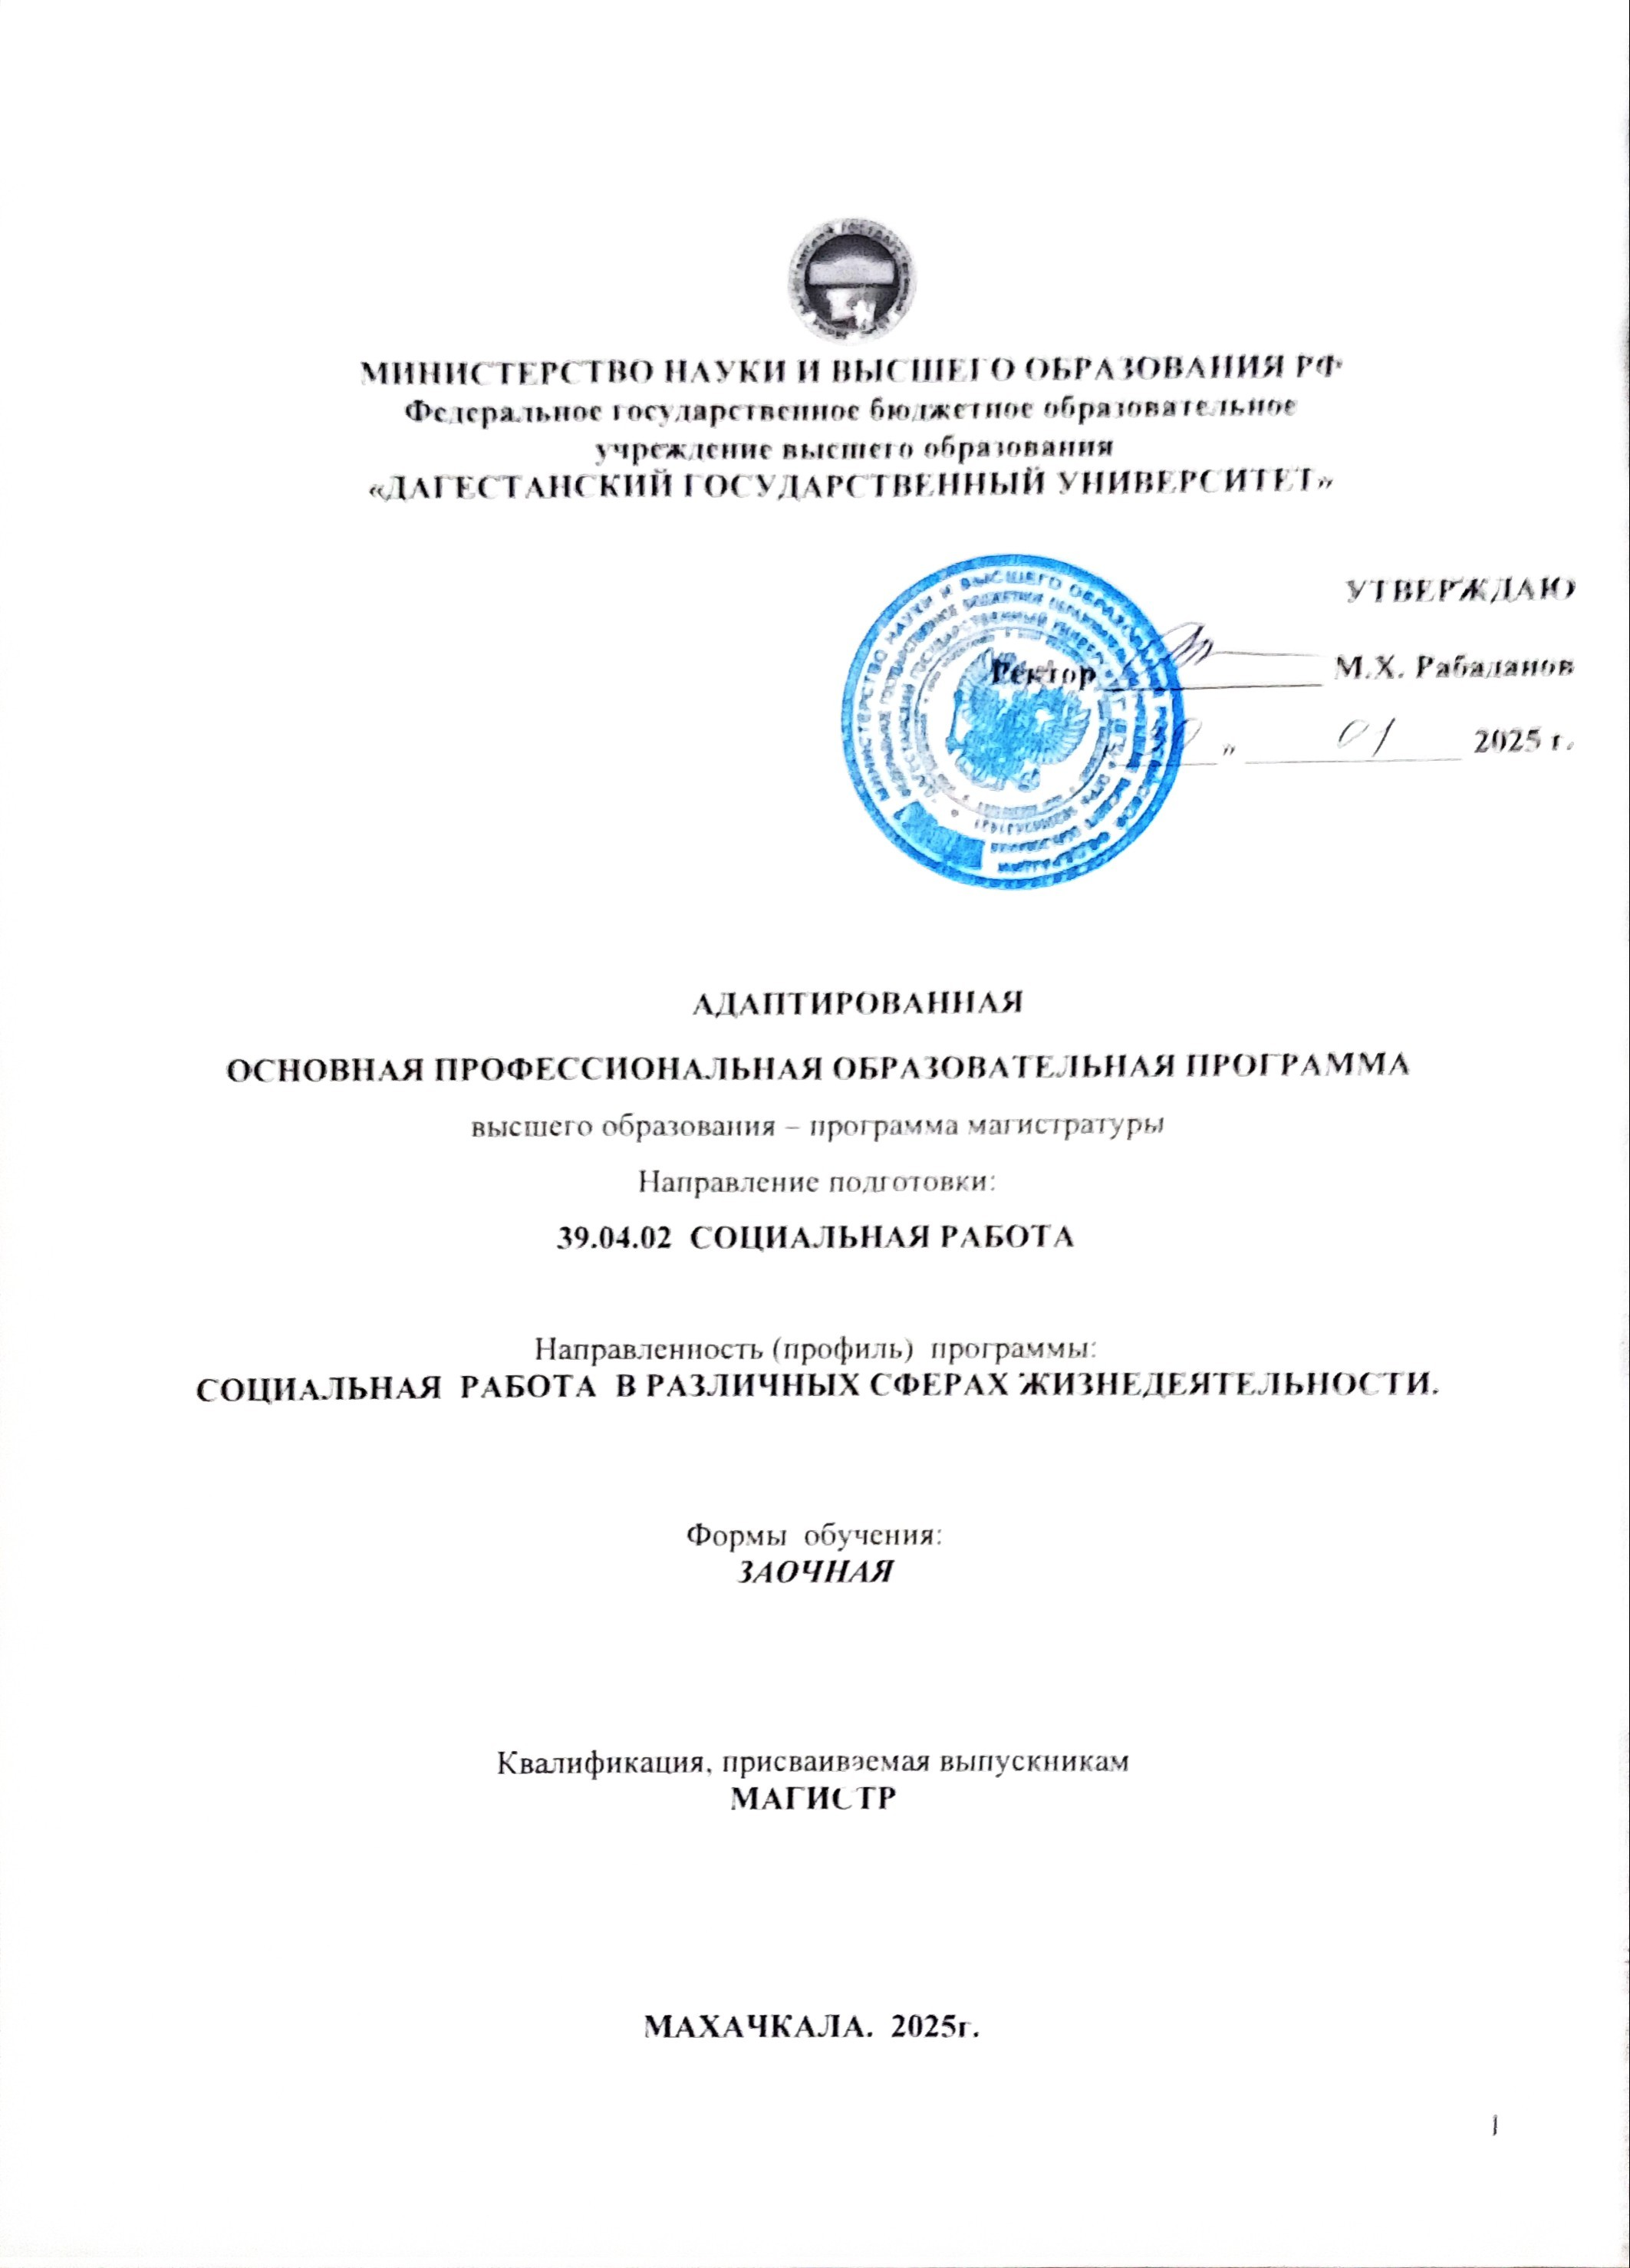 МИНИСТЕРСТВО НАУКИ И ВЫСШЕГО ОБРАЗОВАНИЯ РФ
Федеральное государственное бюджетное образовательное
учреждение высшего образования
«ДАГЕСТАНСКИЙ ГОСУДАРСТВЕННЫЙ УНИВЕРСИТЕТ»
УТВЕРЖДАЮ
Ректор М.Х. Рабаданов
» 01 2025 г.
АДАПТИРОВАННАЯ
ОСНОВНАЯ ПРОФЕССИОНАЛЬНАЯ ОБРАЗОВАТЕЛЬНАЯ ПРОГРАММА
высшего образования – программа магистратуры
Направление подготовки:
39.04.02 СОЦИАЛЬНАЯ РАБОТА
Направленность (профиль) программы:
СОЦИАЛЬНАЯ РАБОТА В РАЗЛИЧНЫХ СФЕРАХ ЖИЗНЕДЕЯТЕЛЬНОСТИ.
Формы обучения:
ЗАОЧНАЯ
Квалификация, присваиваемая выпускникам
МАГИСТР
МАХАЧКАЛА. 2025г.
1